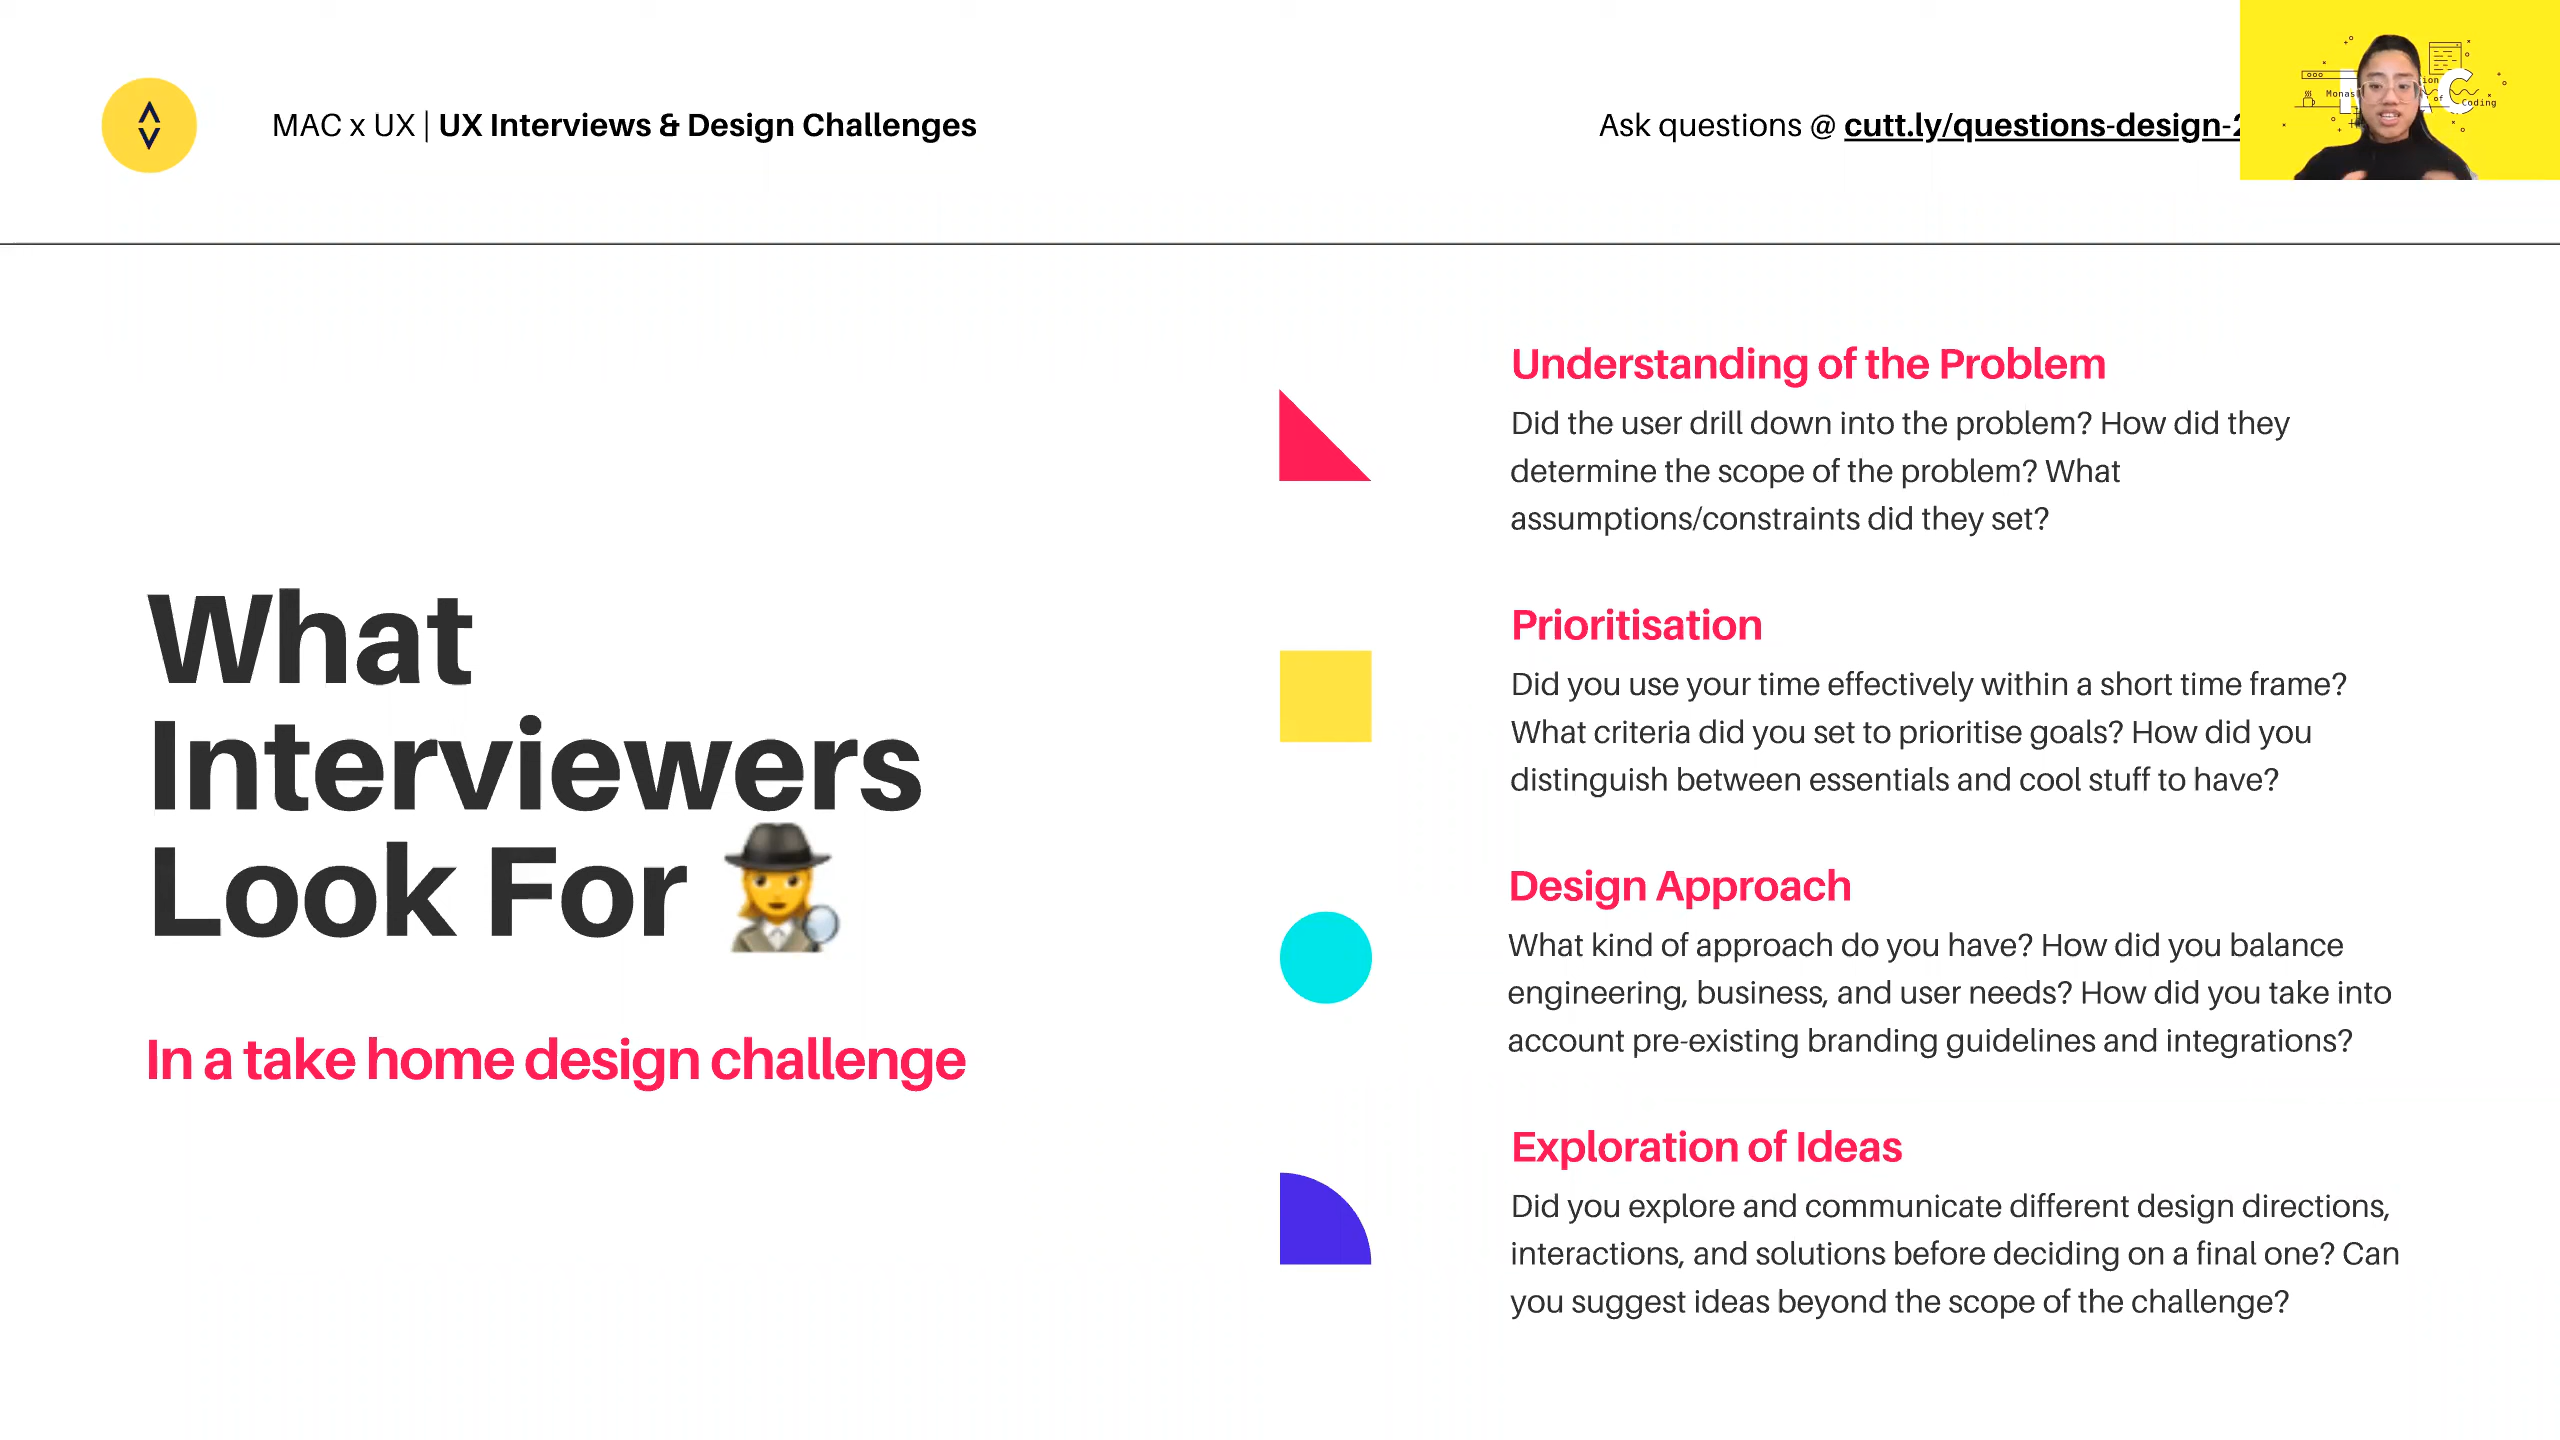 MAC x UX | UX Interviews & Design Challenges
Ask questions @ cutt.ly/questions-design-
What
Interviewers
Look For
In a take home design challenge
Understanding of the Problem
Did the user drill down into the problem? How did they
determine the scope of the problem? What
assumptions/constraints did they set?
Prioritisation
Did you use your time effectively within a short time frame?
What criteria did you set to prioritise goals? How did you
distinguish between essentials and cool stuff to have?
Design Approach
What kind of approach do you have? How did you balance
engineering, business, and user needs? How did you take into
account pre-existing branding guidelines and integrations?
Exploration of Ideas
Did you explore and communicate different design directions,
interactions, and solutions before deciding on a final one? Can
you suggest ideas beyond the scope of the challenge?
of
Coding